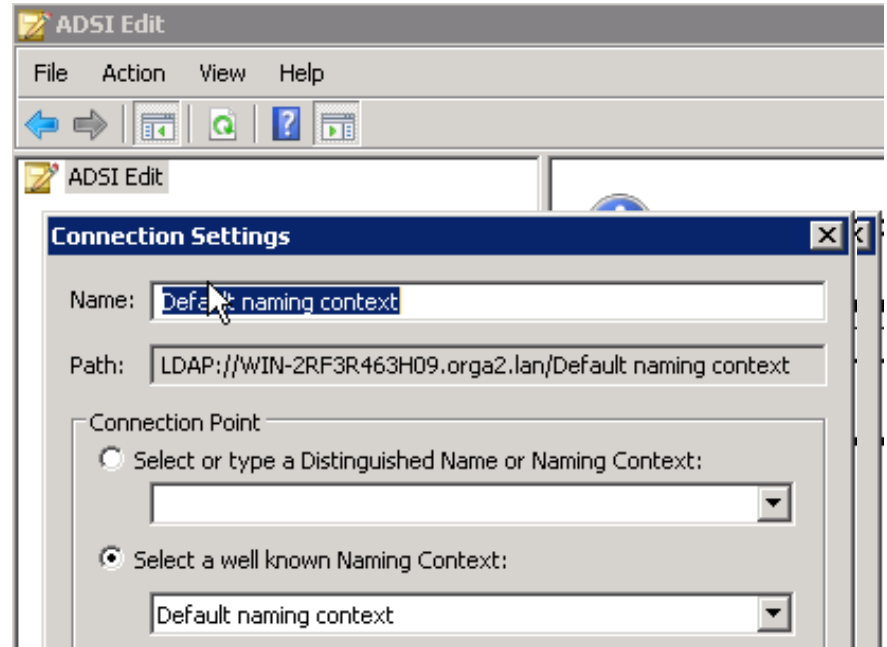 ADSI Edit
File Action View Help
ADSI Edit
Connection Settings
Name: Default naming context
Path: LDAP://WIN-2RF3R463H09.orga2.lan/Default naming context
Connection Point
Select or type a Distinguished Name or Naming Context:
Select a well known Naming Context:
Default naming context